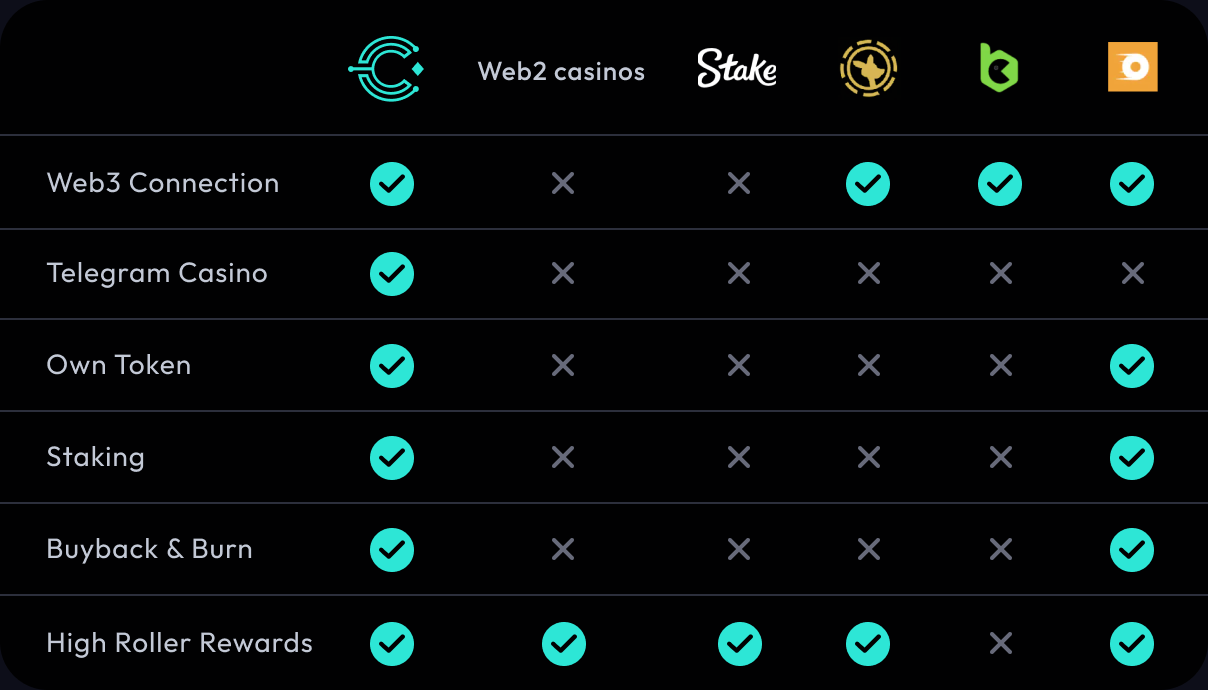 Web2 casinos Stake
Web3 Connection
Telegram Casino
Own Token
Staking
Buyback & Burn
High Roller Rewards